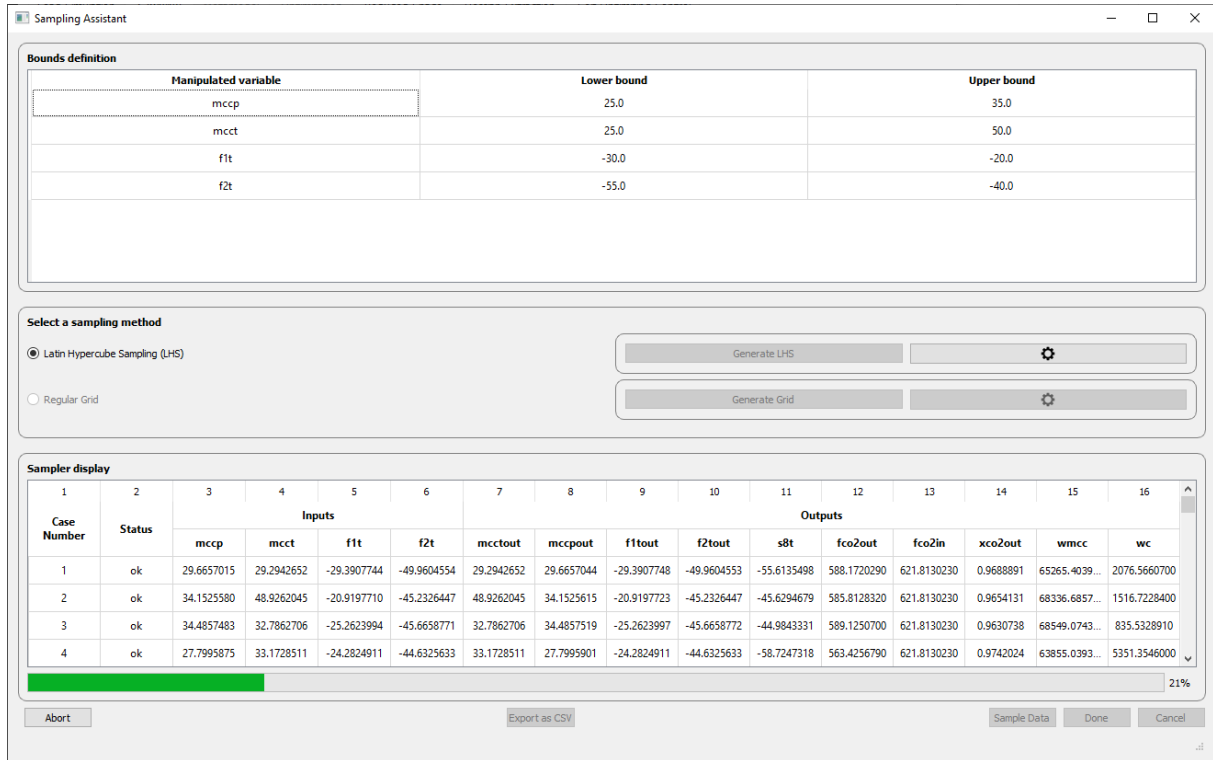 Sampling Assistant
Bounds definition
Manipulated variable Lower bound Upper bound
mccp 25.0 35.0
mcct 25.0 50.0
f1t -30.0 -20.0
f2t -55.0 -40.0
Select a sampling method
Latin Hypercube Sampling (LHS) Generate LHS
Regular Grid Generate Grid
Sampler display
1 2 3 4 5 6 7 8 9 10 11 12 13 14 15 16
Case Number Status Inputs Outputs
mccp mcct f1t f2t mcctout mccpout f1tout f2tout s8t fco2out fco2in xco2out wmcc wc
1 ok 29.6657015 29.2942652 -29.3907744 -49.9604554 29.2942652 29.6657044 -29.3907748 -49.9604553 -55.6135498 588.1720290 621.8130230 0.9688891 65265.4039... 2076.5660700
2 ok 34.1525580 48.9262045 -20.9197710 -45.2326447 48.9262045 34.1525615 -20.9197723 -45.2326447 -45.6294679 585.8128320 621.8130230 0.9654131 68336.6857... 1516.7228400
3 ok 34.4857483 32.7862706 -25.2623994 -45.6658771 32.7862706 34.4857519 -25.2623997 -45.6658772 -44.9843331 589.1250700 621.8130230 0.9630738 68549.0743... 835.5328910
4 ok 27.7995875 33.1728511 -24.2824911 -44.6325633 33.1728511 27.7995901 -24.2824911 -44.6325633 -58.7247318 563.4256790 621.8130230 0.9742024 63855.0393... 5351.3546000
21%
Abort Export as CSV Sample Data Done Cancel